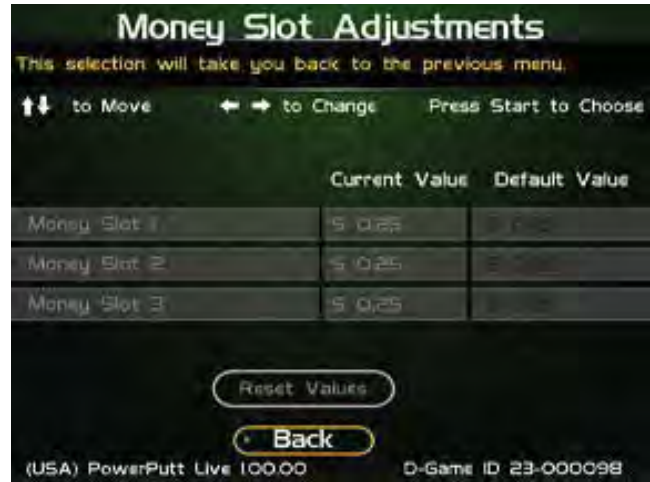 Money Slot Adjustments
This selection will take you back to the previous menu.
to Move to Change Press Start to Choose
Current Value Default Value
Money Slot 1 $ 0.25
Money Slot 2 $ 0.25
Money Slot 3 $ 0.25
Reset Values
Back
(USA) PowerPutt Live 1.00.00 D-Game ID 23-000098